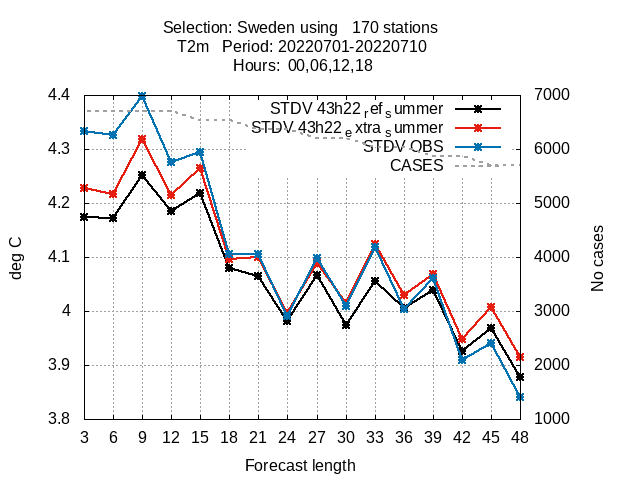 Selection: Sweden using   170 stations
T2m   Period: 20220701-20220710
Hours:  00,06,12,18
4.4
4.3
4.2
4.1
4
3.9
3.8
deg C
7000
6000
5000
4000
3000
2000
1000
No cases
STDV 43h22refsummer
STDV 43h22extrasummer
STDV OBS
CASES
3 6 9 12 15 18 21 24 27 30 33 36 39 42 45 48
Forecast length